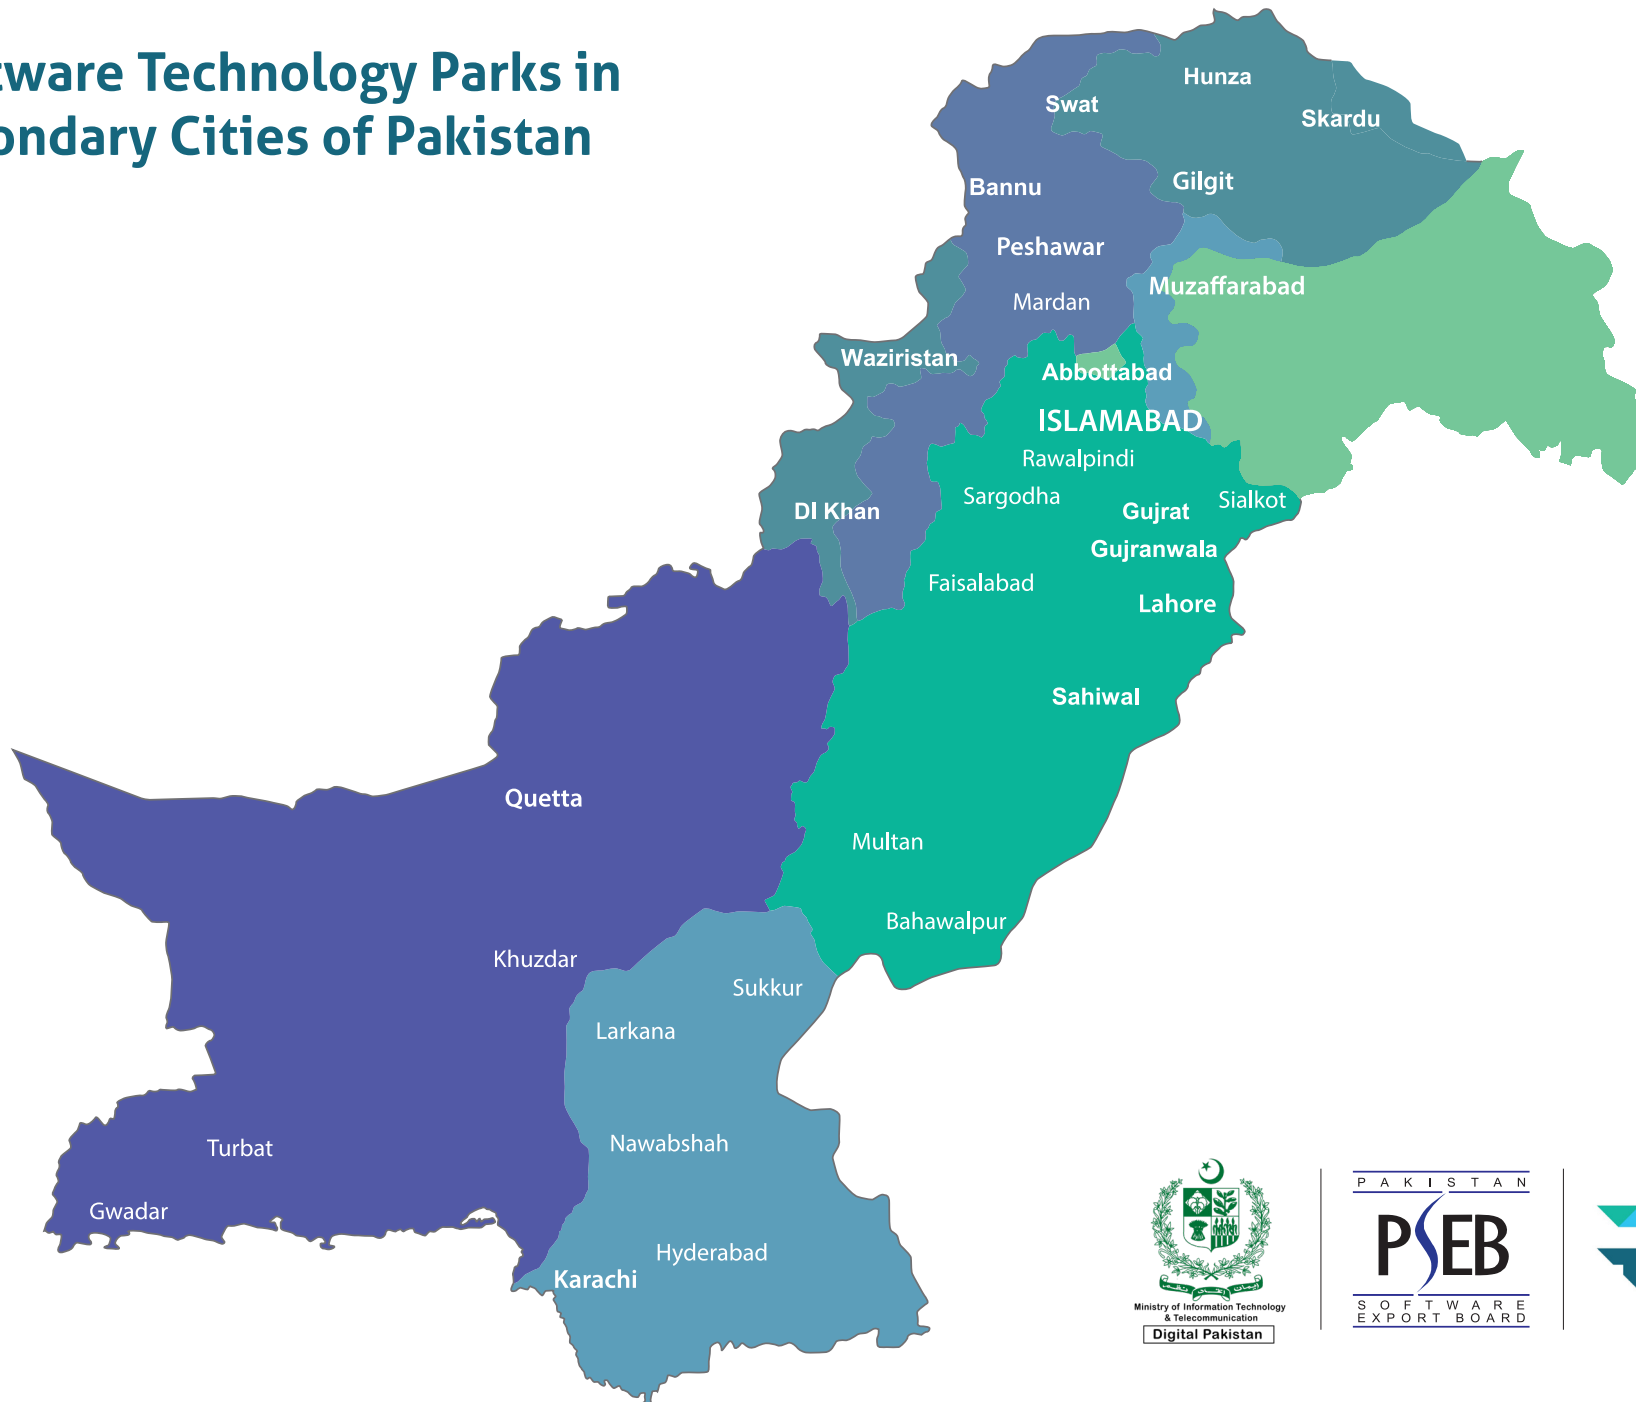 tware Technology Parks in
ondary Cities of Pakistan
Hunza
Swat
Skardu
Gilgit
Bannu
Peshawar
Muzaffarabad
Mardan
Waziristan
Abbottabad
ISLAMABAD
Rawalpindi
Sargodha
Sialkot
DI Khan
Gujrat
Gujranwala
Faisalabad
Lahore
Sahiwal
Quetta
Multan
Bahawalpur
Khuzdar
Sukkur
Larkana
Turbat
Nawabshah
Gwadar
Hyderabad
Karachi
Ministry of Information Technology
& Telecommunication
Digital Pakistan
PAKISTAN
PSEB
SOFTWARE
EXPORT BOARD